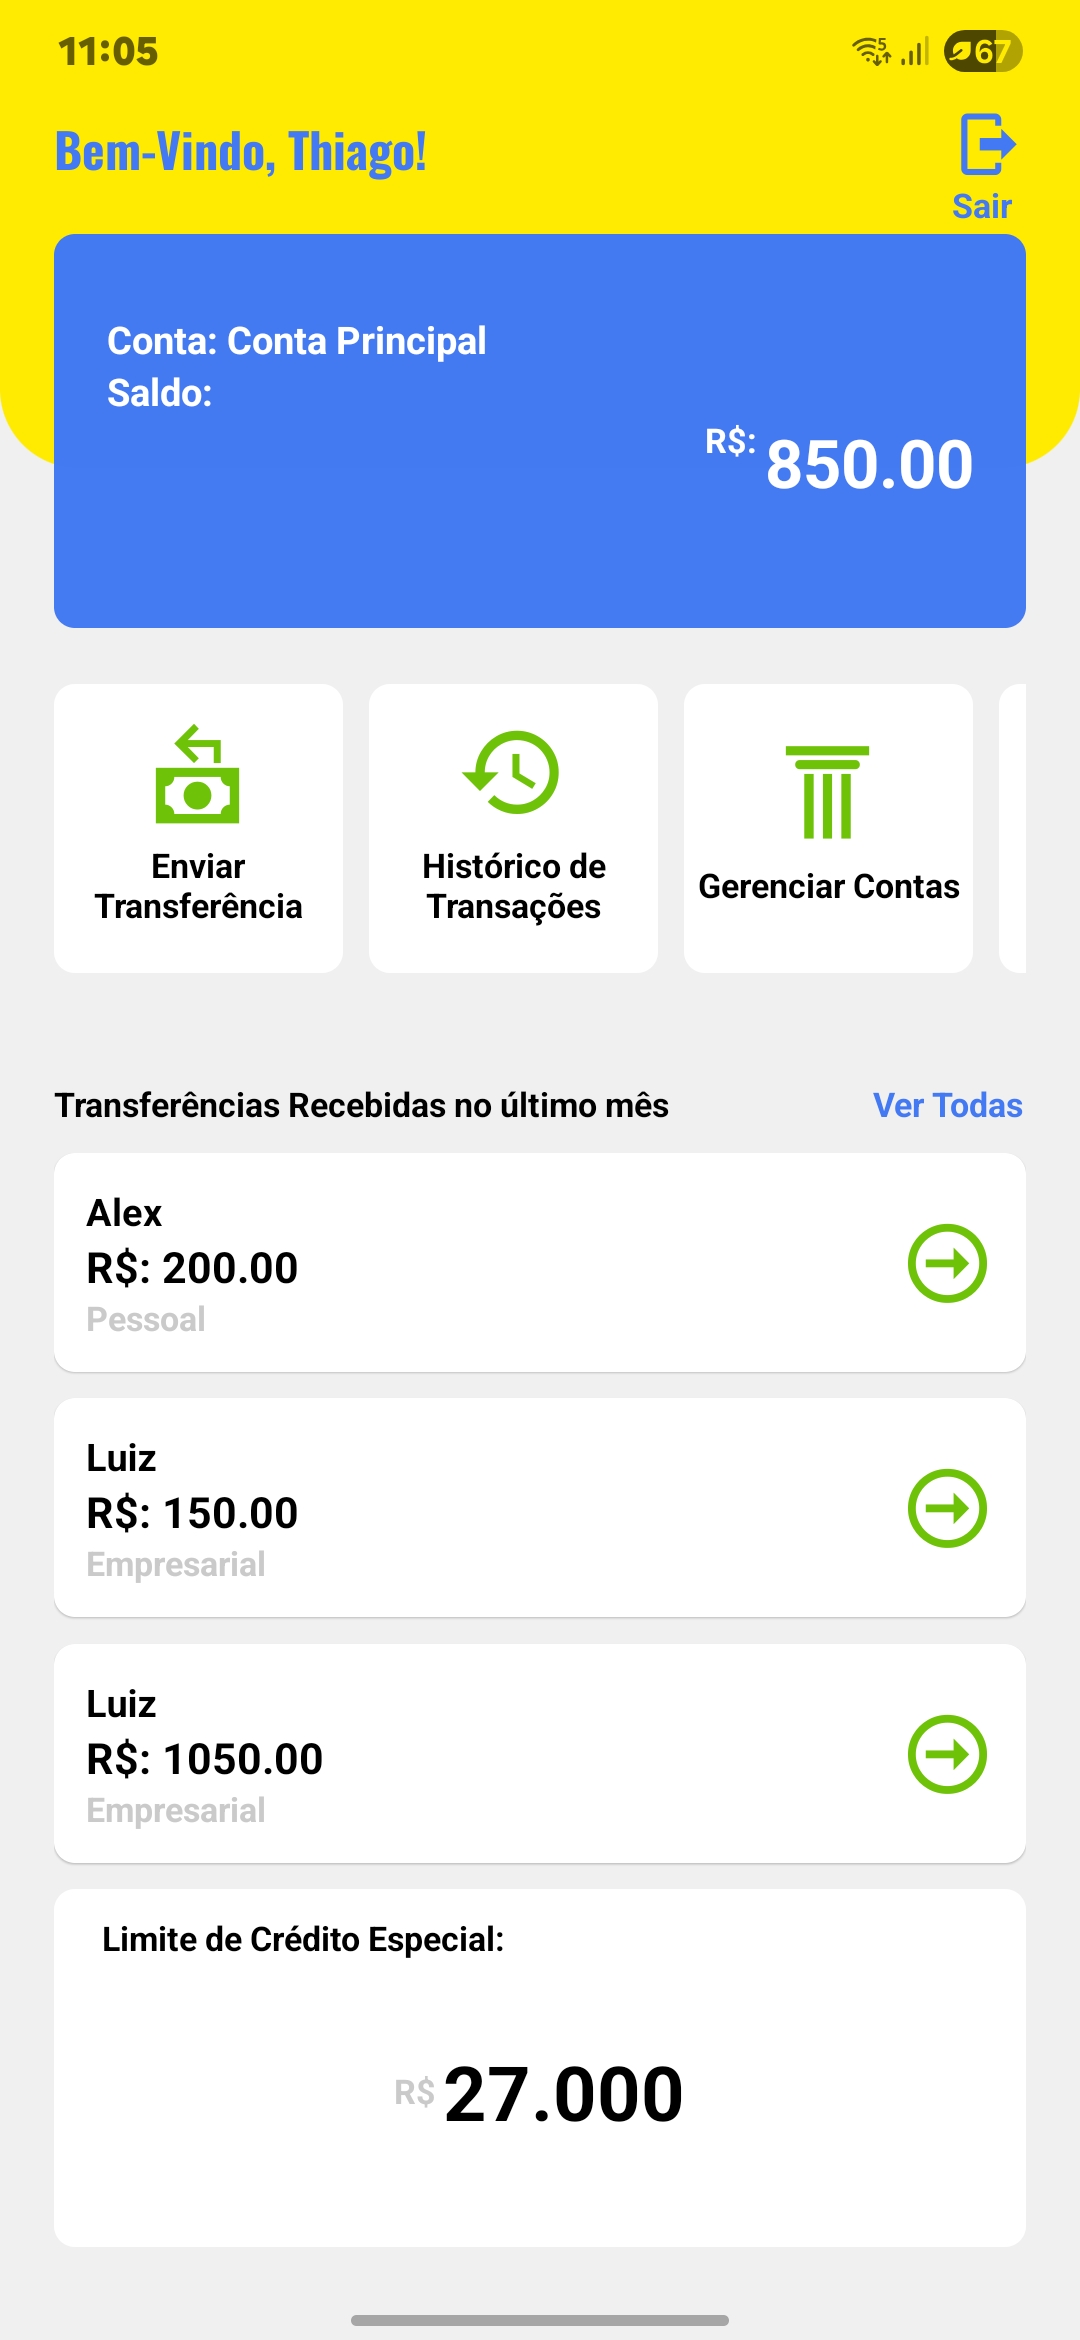 11:05
67
Bem-Vindo, Thiago!
Sair
Conta: Conta Principal
Saldo:
R$: 850.00
Enviar
Transferência
Histórico de
Transações
Gerenciar Contas
Transferências Recebidas no último mês
Ver Todas
Alex
R$: 200.00
Pessoal
Luiz
R$: 150.00
Empresarial
Luiz
R$: 1050.00
Empresarial
Limite de Crédito Especial:
R$ 27.000